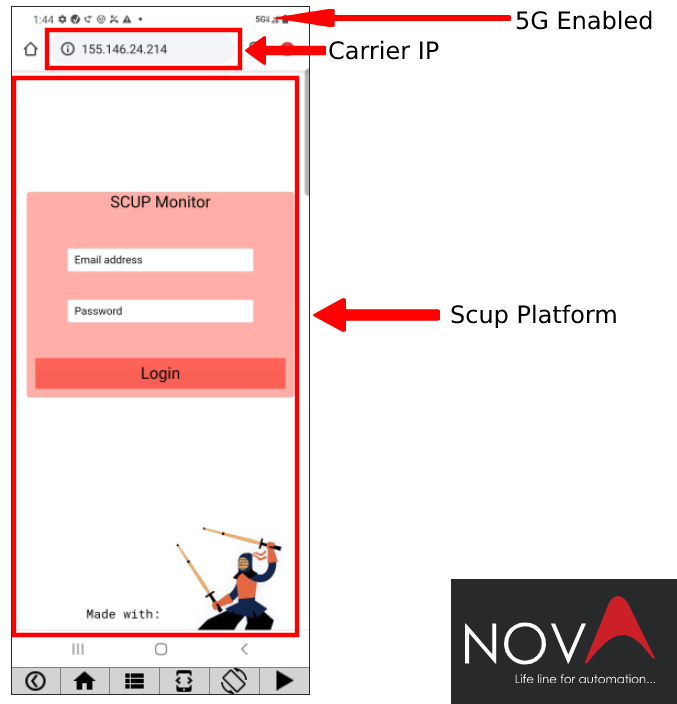 1:44
5G
5G Enabled
155.146.24.214
Carrier IP
SCUP Monitor
Email address
Password
Scup Platform
Login
Made with:
NOVA
Life line for automation...